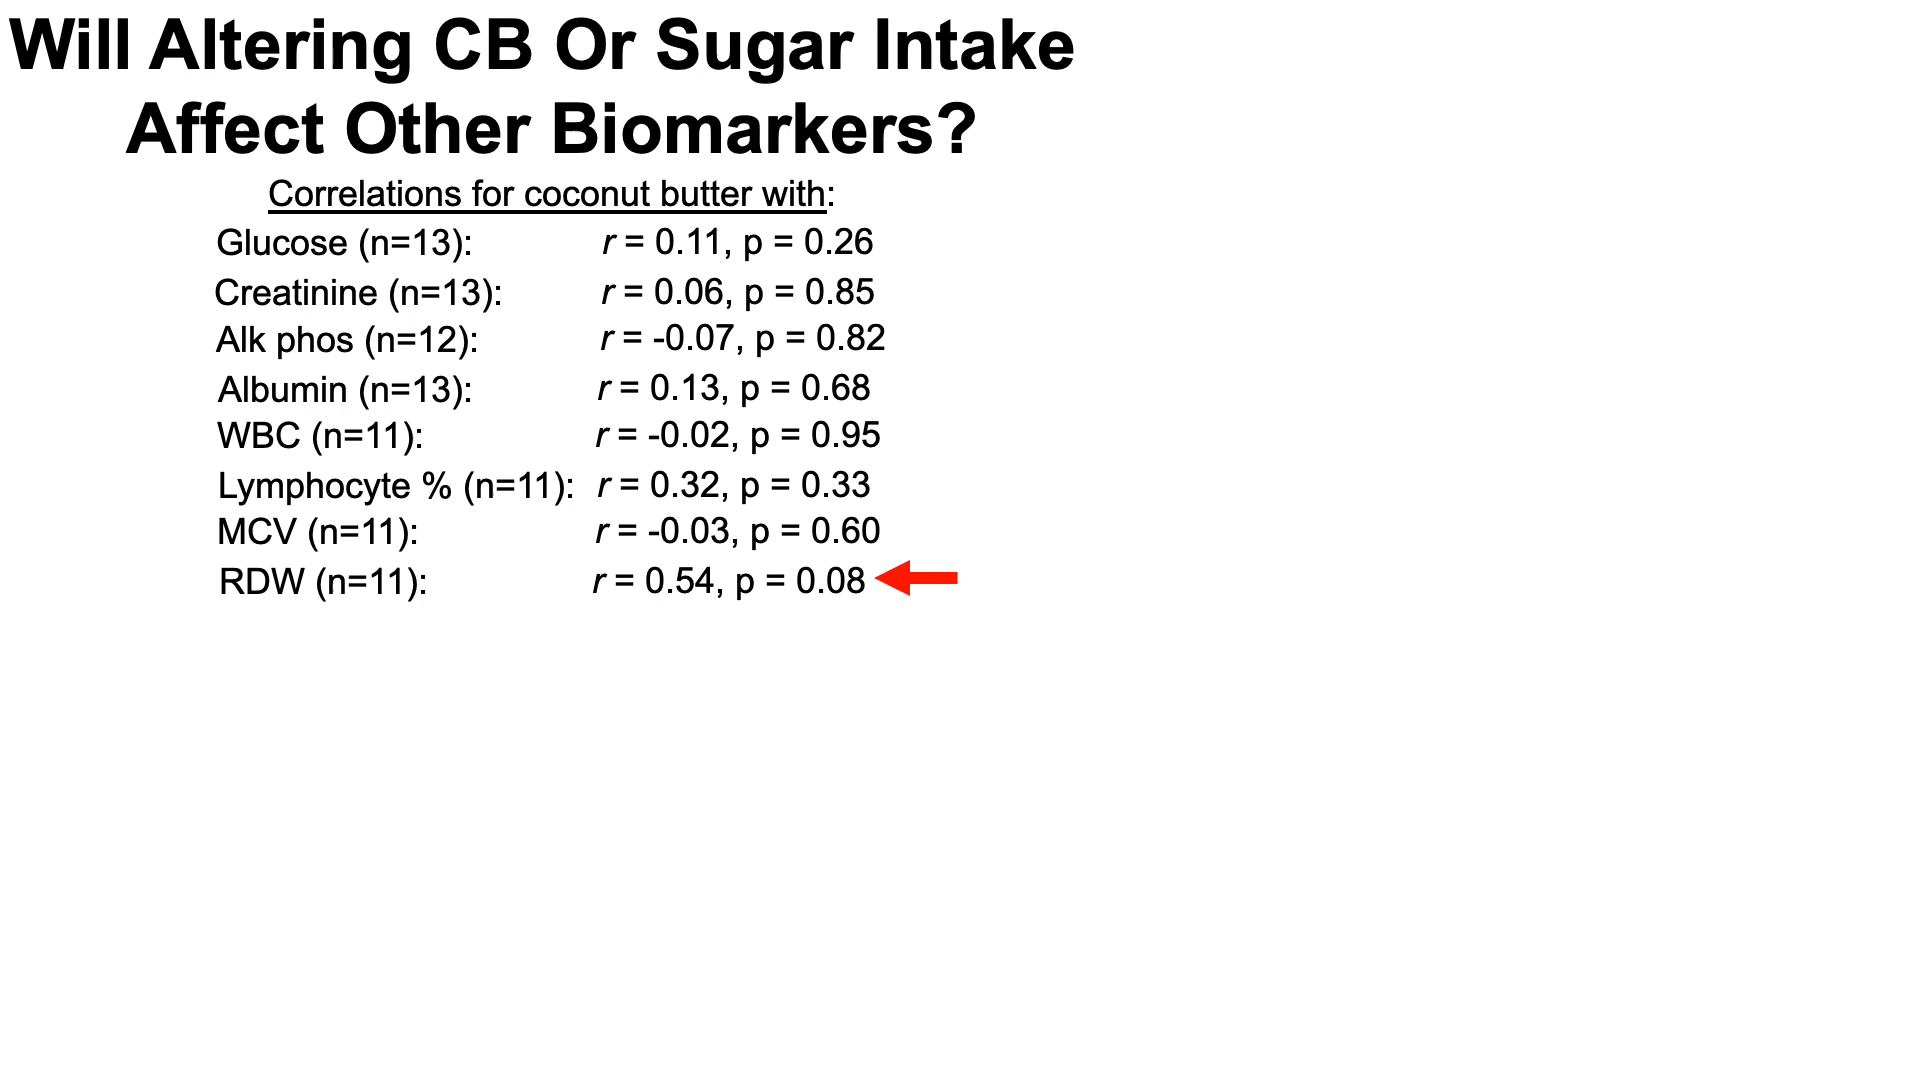 Will Altering CB Or Sugar Intake
Affect Other Biomarkers?
Correlations for coconut butter with:
Glucose (n=13): r = 0.11, p = 0.26
Creatinine (n=13): r = 0.06, p = 0.85
Alk phos (n=12): r = -0.07, p = 0.82
Albumin (n=13): r = 0.13, p = 0.68
WBC (n=11): r = -0.02, p = 0.95
Lymphocyte % (n=11): r = 0.32, p = 0.33
MCV (n=11): r = -0.03, p = 0.60
RDW (n=11): r = 0.54, p = 0.08